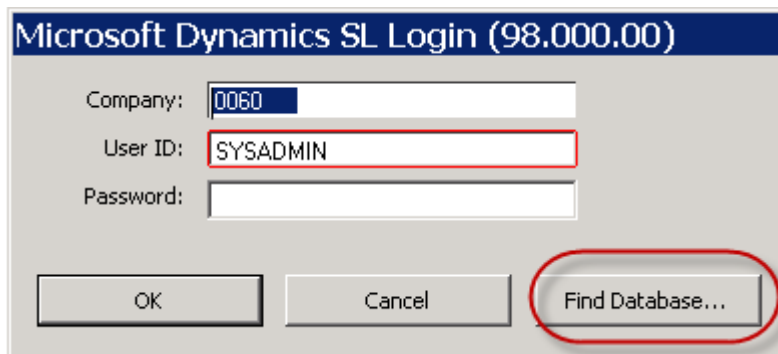 Microsoft Dynamics SL Login (98.000.00)
Company: 0060
User ID: SYSADMIN
Password:
OK Cancel Find Database...